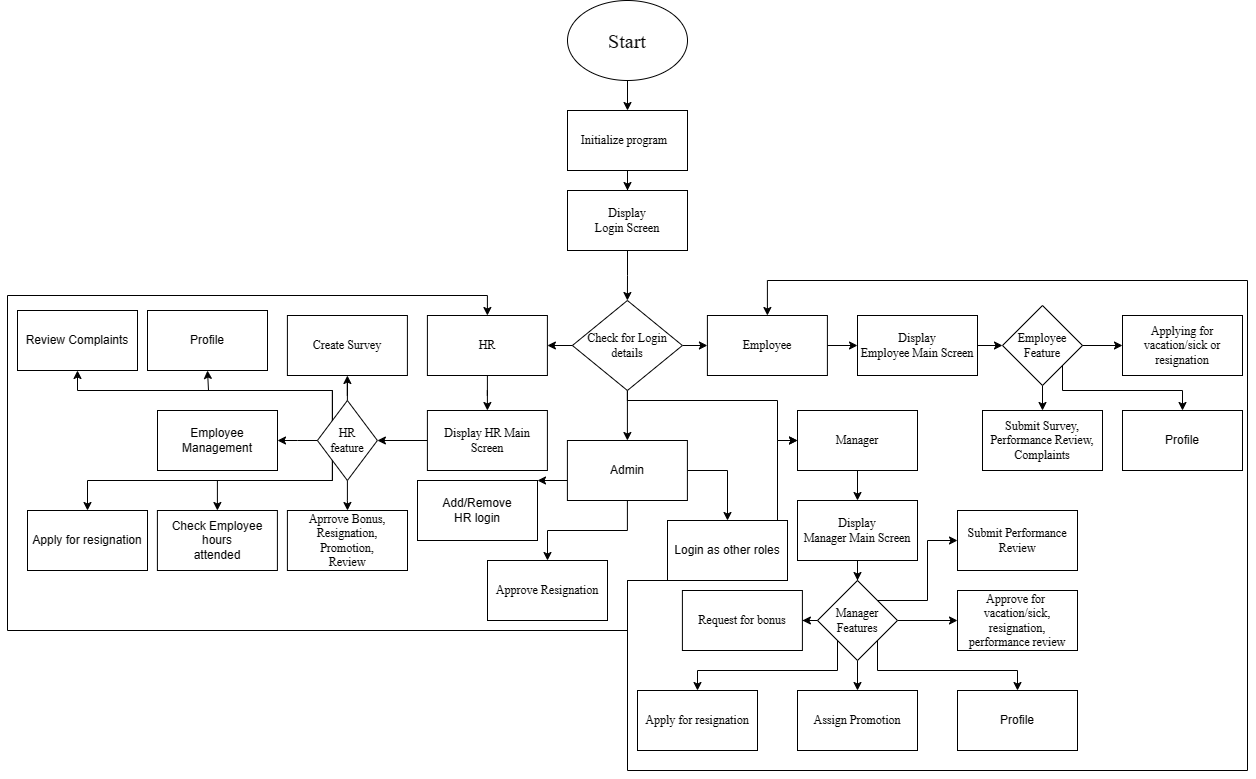 Start
Initialize program
Display
Login Screen
Review Complaints
Profile
Create Survey
HR
Check for Login
details
Employee
Display
Employee Main Screen
Employee
Feature
Applying for
vacation/sick or
resignation
Employee
Management
HR
feature
Display HR Main
Screen
Admin
Manager
Submit Survey,
Performance Review,
Complaints
Profile
Apply for resignation
Check Employee
hours
attended
Aprrove Bonus,
Resignation,
Promotion,
Review
Add/Remove
HR login
Approve Resignation
Login as other roles
Display
Manager Main Screen
Submit Performance
Review
Request for bonus
Manager
Features
Approve for
vacation/sick,
resignation,
performance review
Apply for resignation
Assign Promotion
Profile